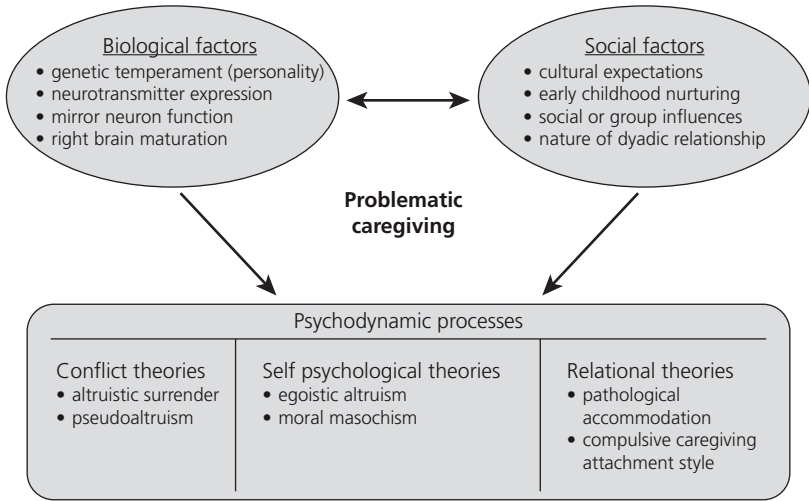 Biological factors
• genetic temperament (personality)
• neurotransmitter expression
• mirror neuron function
• right brain maturation
Social factors
• cultural expectations
• early childhood nurturing
• social or group influences
• nature of dyadic relationship
Problematic
caregiving
Psychodynamic processes
Conflict theories
• altruistic surrender
• pseudoaltruism
Self psychological theories
• egoistic altruism
• moral masochism
Relational theories
• pathological
accommodation
• compulsive caregiving
attachment style